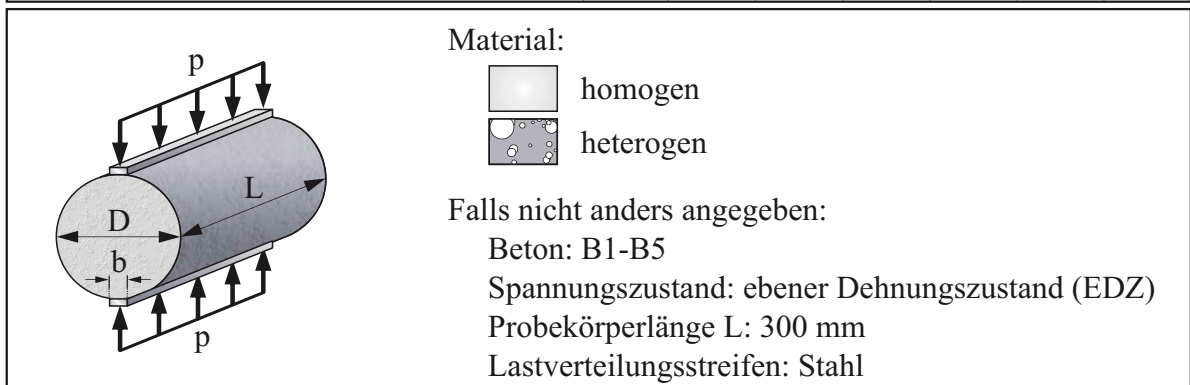 p
L
D
b
p
Material:
homogen
heterogen
Falls nicht anders angegeben:
Beton: B1-B5
Spannungszustand: ebener Dehnungszustand (EDZ)
Probekörperlänge L: 300 mm
Lastverteilungsstreifen: Stahl